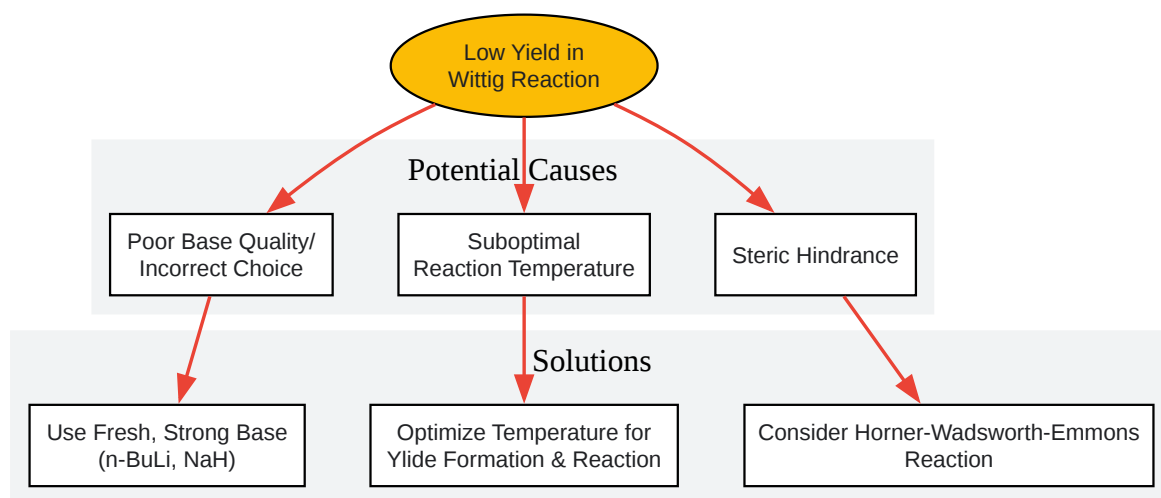 Low Yield in
Wittig Reaction
Potential Causes
Poor Base Quality/
Incorrect Choice
Suboptimal
Reaction Temperature
Steric Hindrance
Solutions
Use Fresh, Strong Base
(n-BuLi, NaH)
Optimize Temperature for
Ylide Formation & Reaction
Consider Horner-Wadsworth-Emmons
Reaction